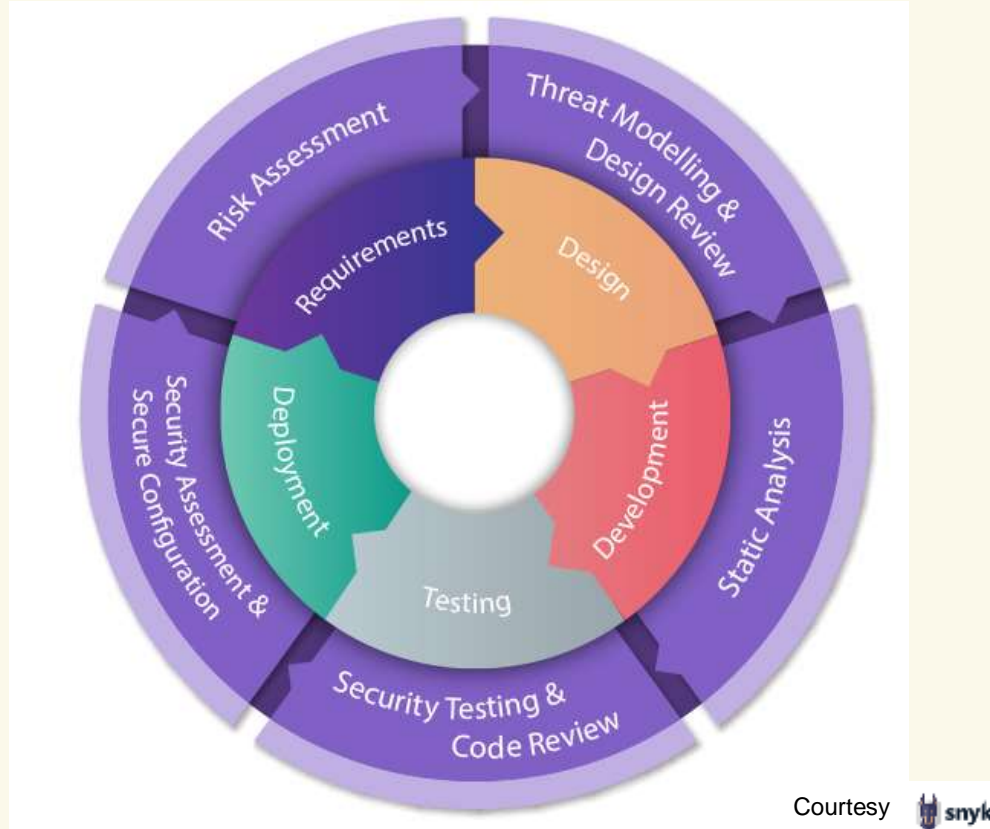 Risk Assessment
Threat Modelling &
Design Review
Requirements
Design
Security Assessment &
Secure Configuration
Deployment
Development
Static Analysis
Testing
Security Testing &
Code Review
Courtesy snyk